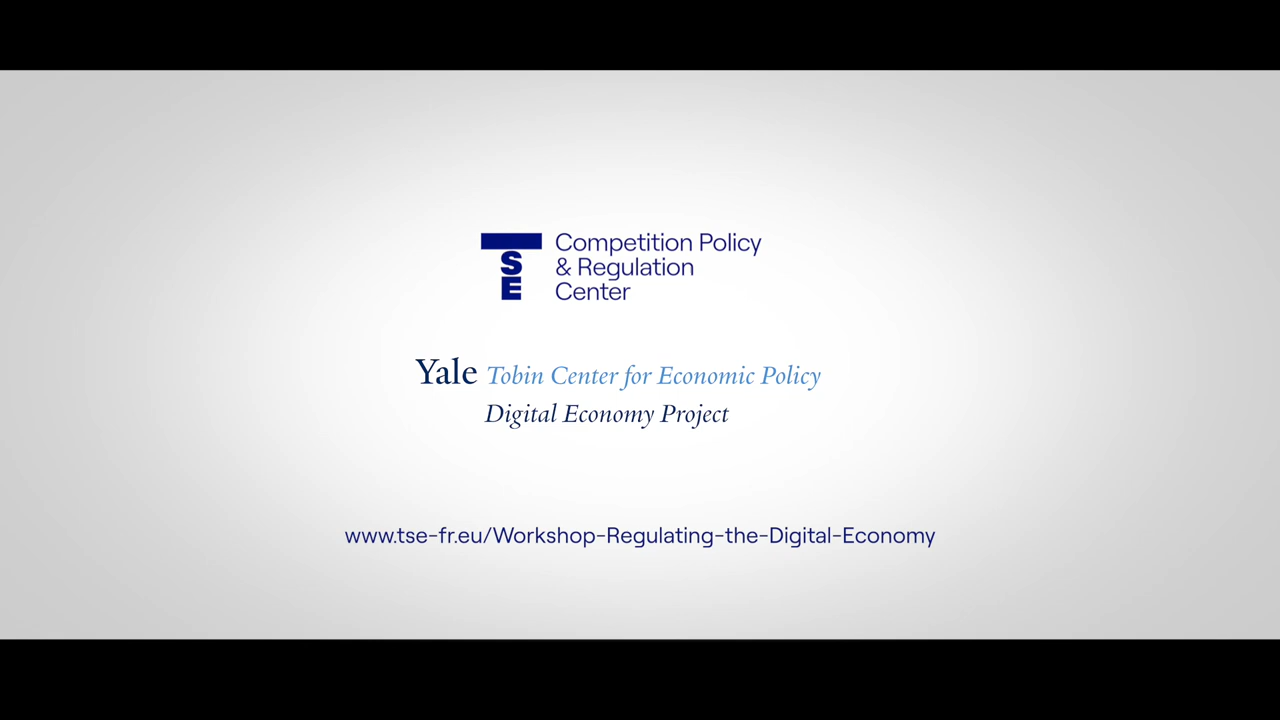 TSE
Competition Policy
& Regulation
Center
Yale Tobin Center for Economic Policy
Digital Economy Project
www.tse-fr.eu/Workshop-Regulating-the-Digital-Economy